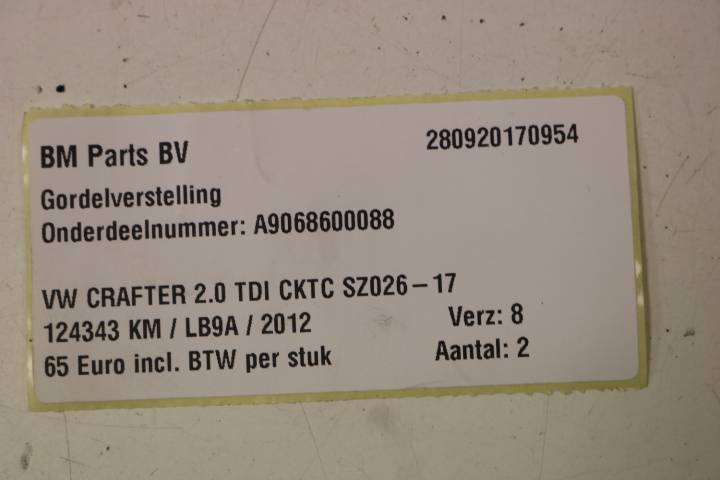 BM Parts BV 280920170954
Gordelverstelling
Onderdeelnummer: A9068600088
VW CRAFTER 2.0 TDI CKTC SZ026-17
124343 KM / LB9A / 2012 Verz: 8
65 Euro incl. BTW per stuk Aantal: 2